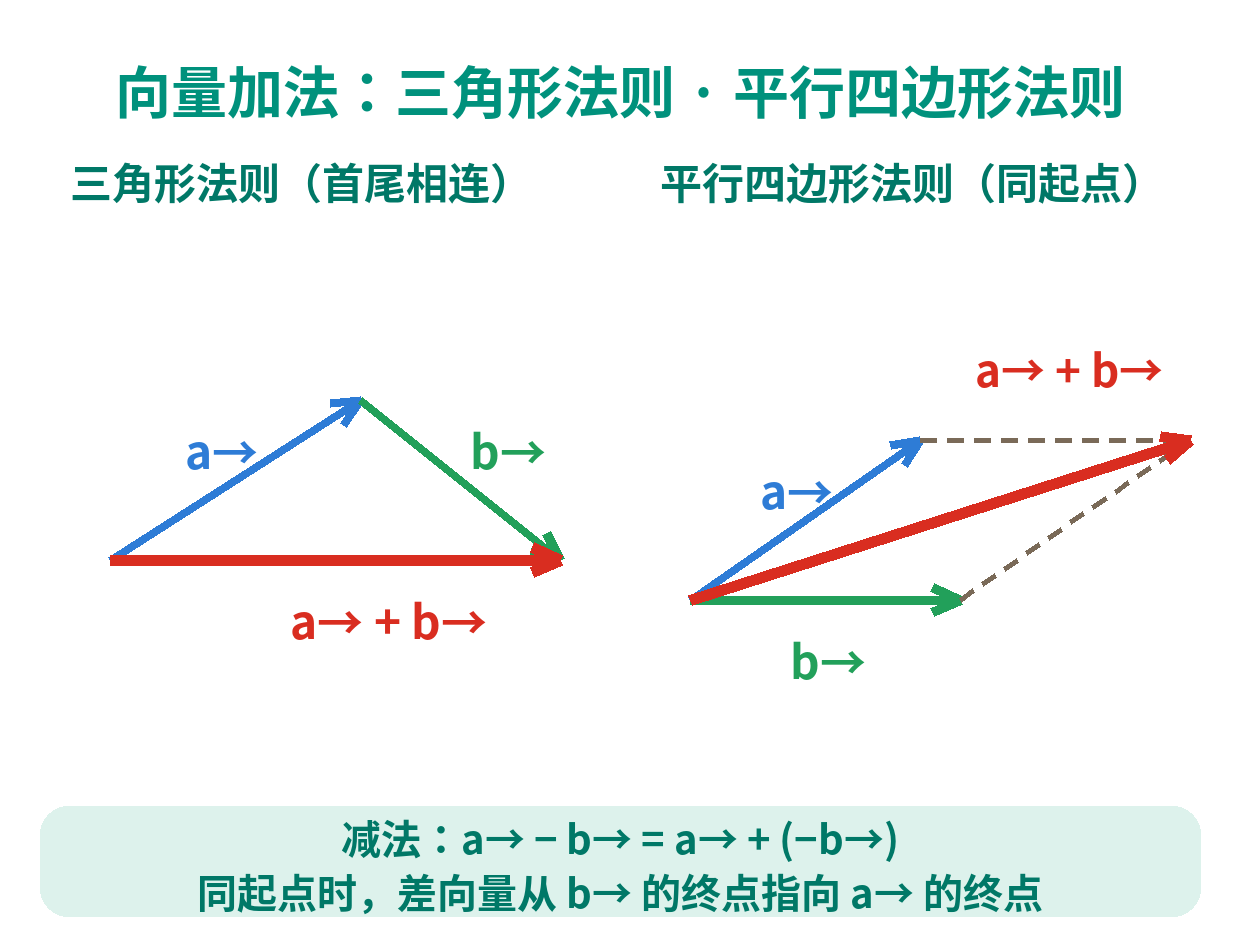 向量加法：三角形法则 · 平行四边形法则
三角形法则（首尾相连）
平行四边形法则（同起点）
a→
b→
a→ + b→
a→ + b→
a→
b→
减法：a→ − b→ = a→ + (−b→)
同起点时，差向量从 b→ 的终点指向 a→ 的终点